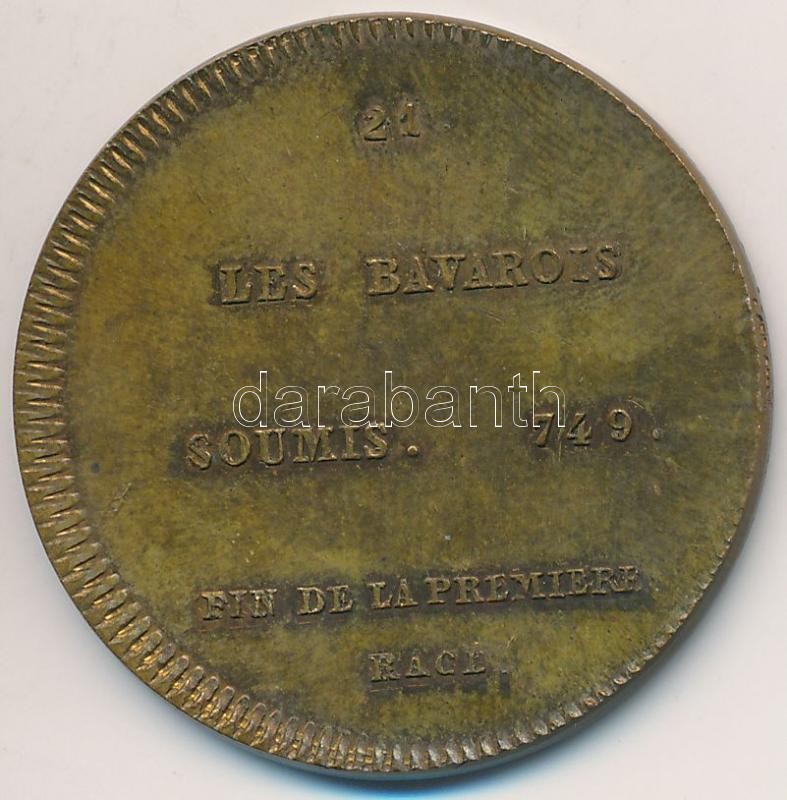 21
LES BAVAROIS
darabanth
SOUMIS. 749.
FIN DE LA PREMIERE
RACE.